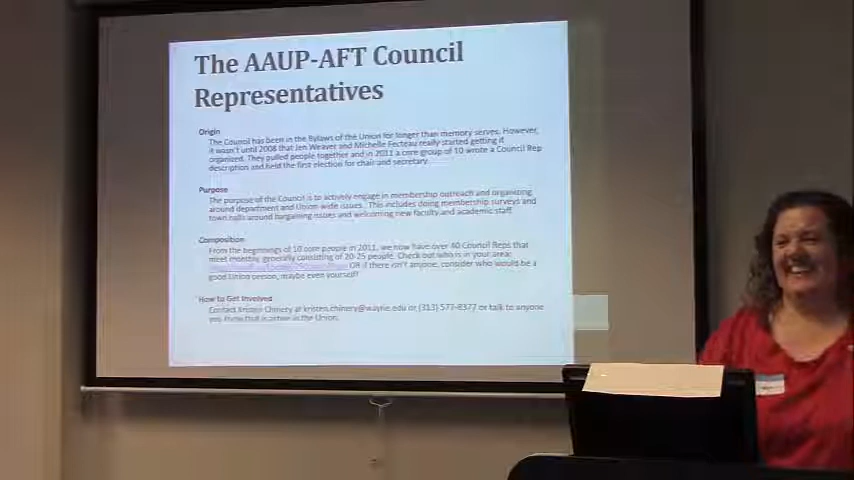 The AAUP-AFT Council
Representatives
Origin
The Council has been in the Bylaws of the Union for longer than memory serves. However,
it wasn't until 2008 that Jen Weaver and Michelle Fecteau really started getting it
organized. They pulled people together and in 2011 a core group of 10 wrote a Council Rep
description and held the first election for chair and secretary.
Purpose
The purpose of the Council is to actively engage in membership outreach and organizing
around department and Union-wide issues. This includes doing membership surveys and
town halls around bargaining issues and welcoming new faculty and academic staff.
Composition
From the beginnings of 10 core people in 2011, we now have over 40 Council Reps that
meet monthly generally consisting of 20-25 people. Check out who is in your area:
OR if there isn't anyone, consider who would be a
good Union person, maybe even yourself!
How to Get Involved
Contact Kristen Chinery at kristen.chinery@wayne.edu or (313) 577-8377 or talk to anyone
you know that is active in the Union.